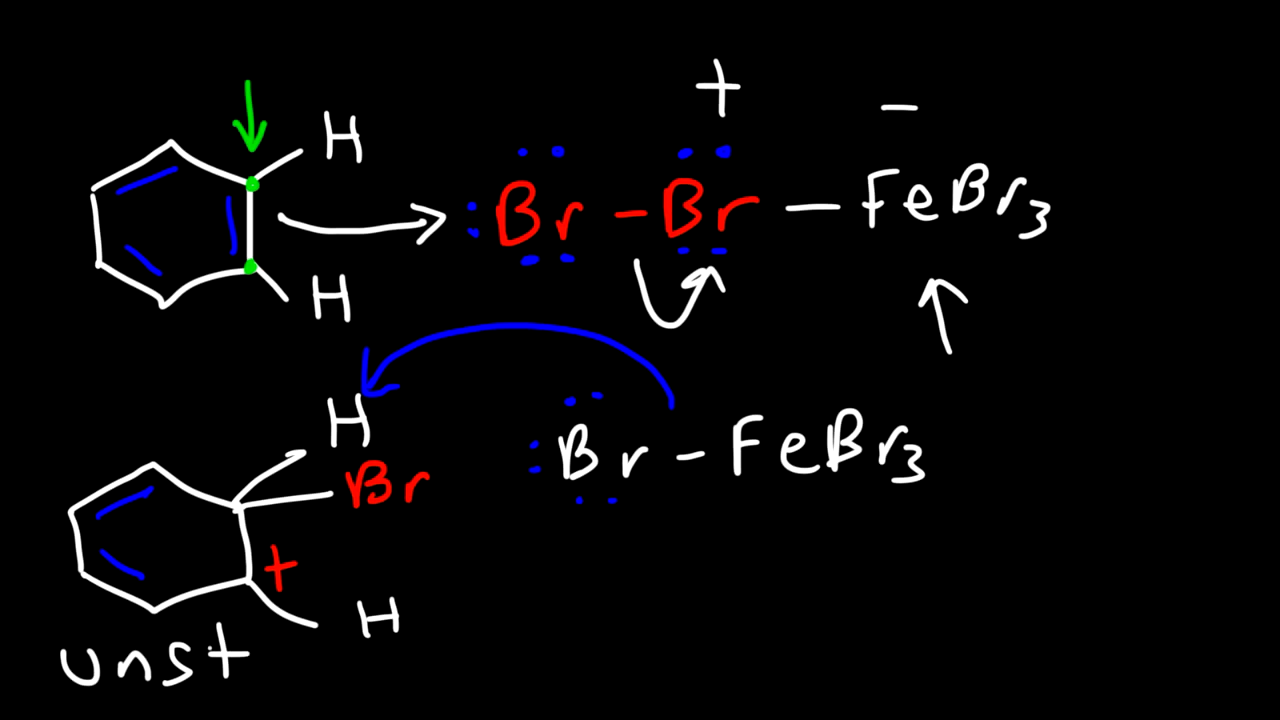 + −
H
Br - Br - FeBr3
H
H
Br - FeBr3
Br
+
H
unst